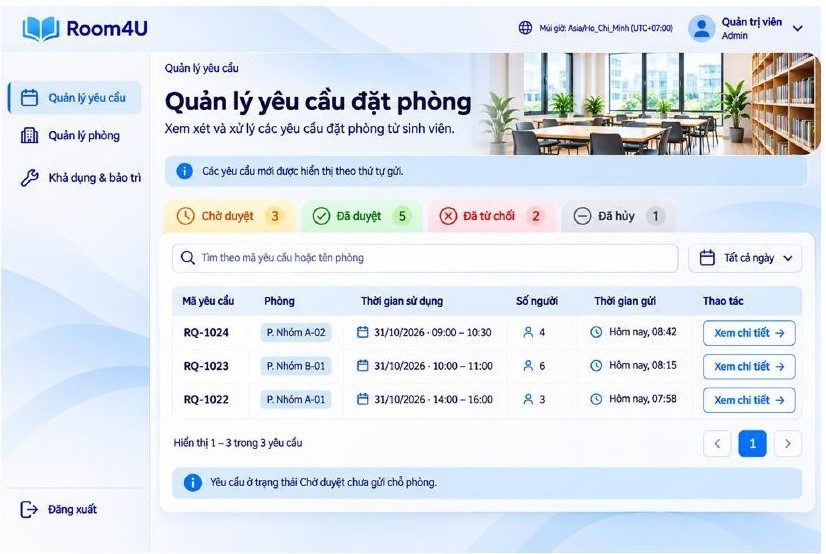 Room4U
Múi giờ: Asia/Ho_Chi_Minh (UTC+07:00)
Quản trị viên
Admin
Quản lý yêu cầu
Quản lý phòng
Khả dụng & bảo trì
Đăng xuất
Quản lý yêu cầu
Quản lý yêu cầu đặt phòng
Xem xét và xử lý các yêu cầu đặt phòng từ sinh viên.
Các yêu cầu mới được hiển thị theo thứ tự gửi.
Chờ duyệt 3 Đã duyệt 5 Đã từ chối 2 Đã hủy 1
Tìm theo mã yêu cầu hoặc tên phòng Tất cả ngày
Mã yêu cầu Phòng Thời gian sử dụng Số người Thời gian gửi Thao tác
RQ-1024 P. Nhóm A-02 31/10/2026 · 09:00 – 10:30 4 Hôm nay, 08:42 Xem chi tiết →
RQ-1023 P. Nhóm B-01 31/10/2026 · 10:00 – 11:00 6 Hôm nay, 08:15 Xem chi tiết →
RQ-1022 P. Nhóm A-01 31/10/2026 · 14:00 – 16:00 3 Hôm nay, 07:58 Xem chi tiết →
Hiển thị 1 – 3 trong 3 yêu cầu
1
Yêu cầu ở trạng thái Chờ duyệt chưa gửi chỗ phòng.